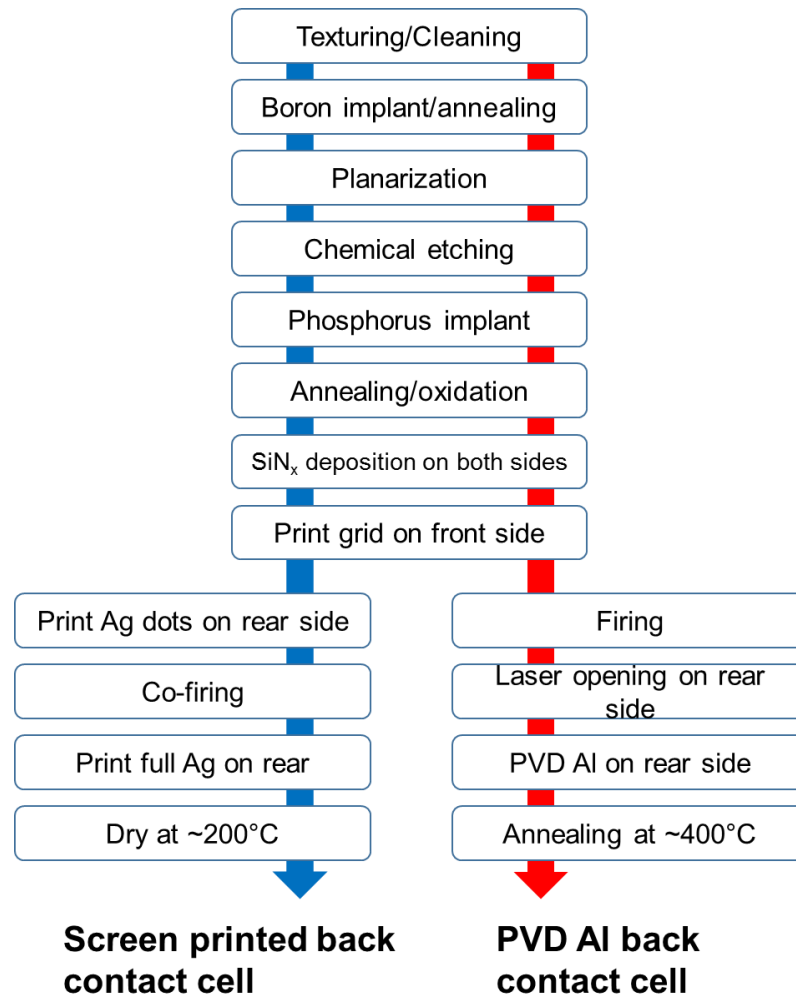 Texturing/Cleaning
Boron implant/annealing
Planarization
Chemical etching
Phosphorus implant
Annealing/oxidation
SiNₓ deposition on both sides
Print grid on front side
Print Ag dots on rear side
Co-firing
Print full Ag on rear
Dry at ~200°C
Screen printed back
contact cell
Firing
Laser opening on rear
side
PVD Al on rear side
Annealing at ~400°C
PVD Al back
contact cell